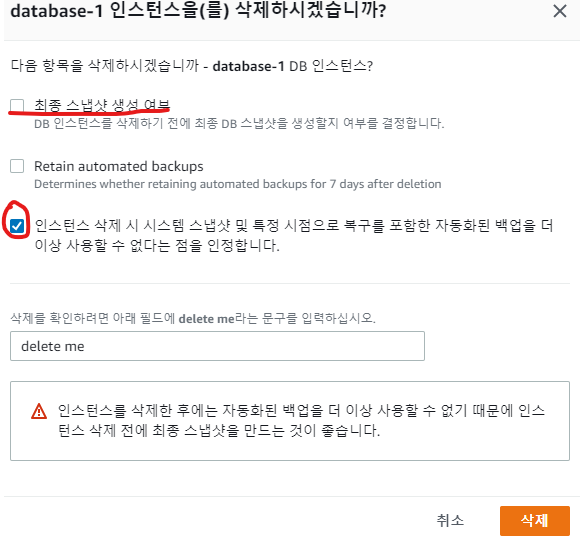 database-1 인스턴스을(를) 삭제하시겠습니까?
다음 항목을 삭제하시겠습니까 - database-1 DB 인스턴스?
최종 스냅샷 생성 여부
DB 인스턴스를 삭제하기 전에 최종 DB 스냅샷을 생성할지 여부를 결정합니다.
Retain automated backups
Determines whether retaining automated backups for 7 days after deletion
인스턴스 삭제 시 시스템 스냅샷 및 특정 시점으로 복구를 포함한 자동화된 백업을 더
이상 사용할 수 없다는 점을 인정합니다.
삭제를 확인하려면 아래 필드에 delete me라는 문구를 입력하십시오.
delete me
인스턴스를 삭제한 후에는 자동화된 백업을 더 이상 사용할 수 없기 때문에 인스
턴스 삭제 전에 최종 스냅샷을 만드는 것이 좋습니다.
취소
삭제